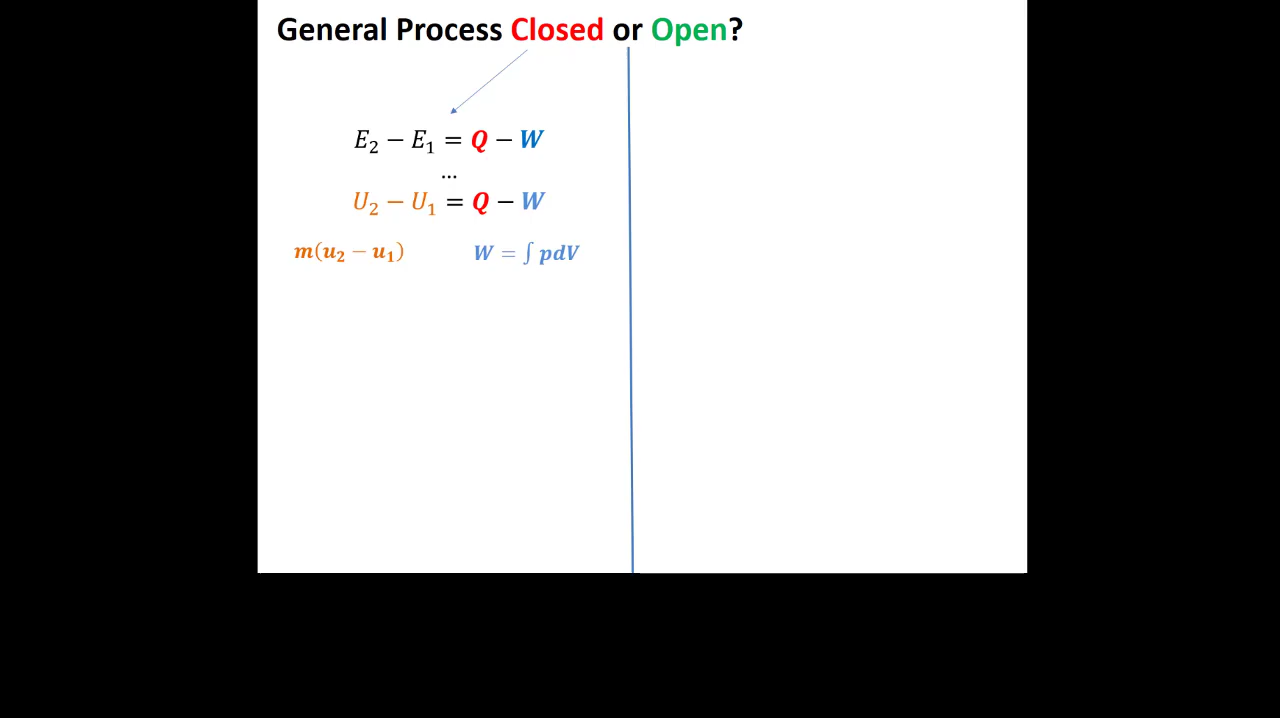 General Process Closed or Open?
E₂ − E₁ = Q − W
...
U₂ − U₁ = Q − W
m(u₂ − u₁) W = ∫ pdV